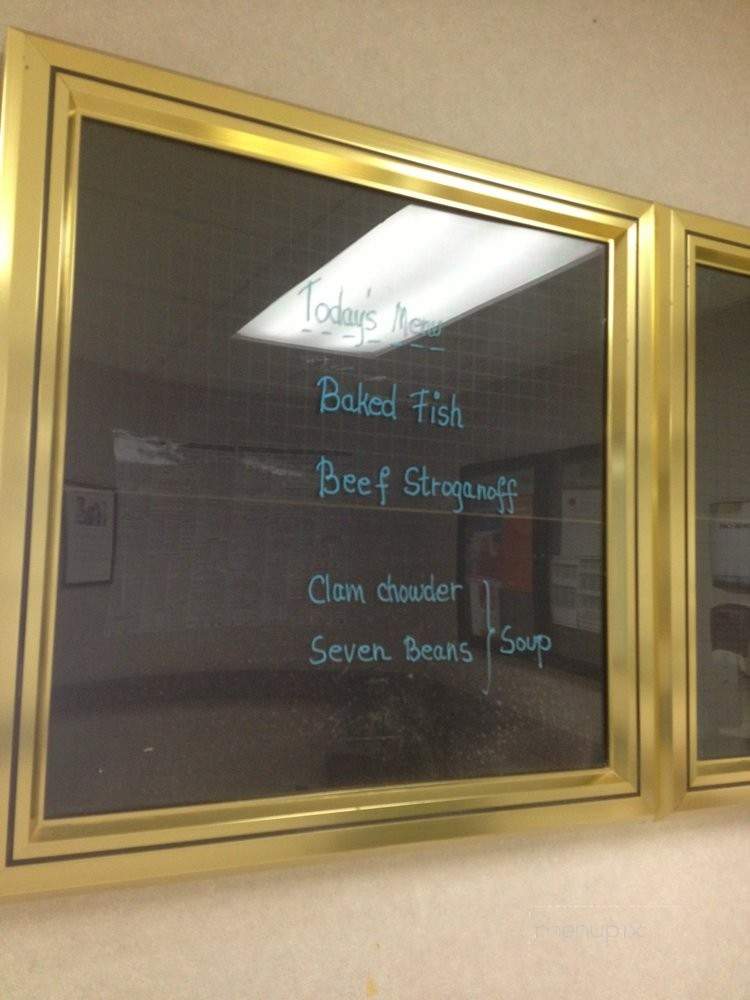 Today's Menu
Baked Fish
Beef Stroganoff
Clam chowder
Seven Beans } Soup
menupix